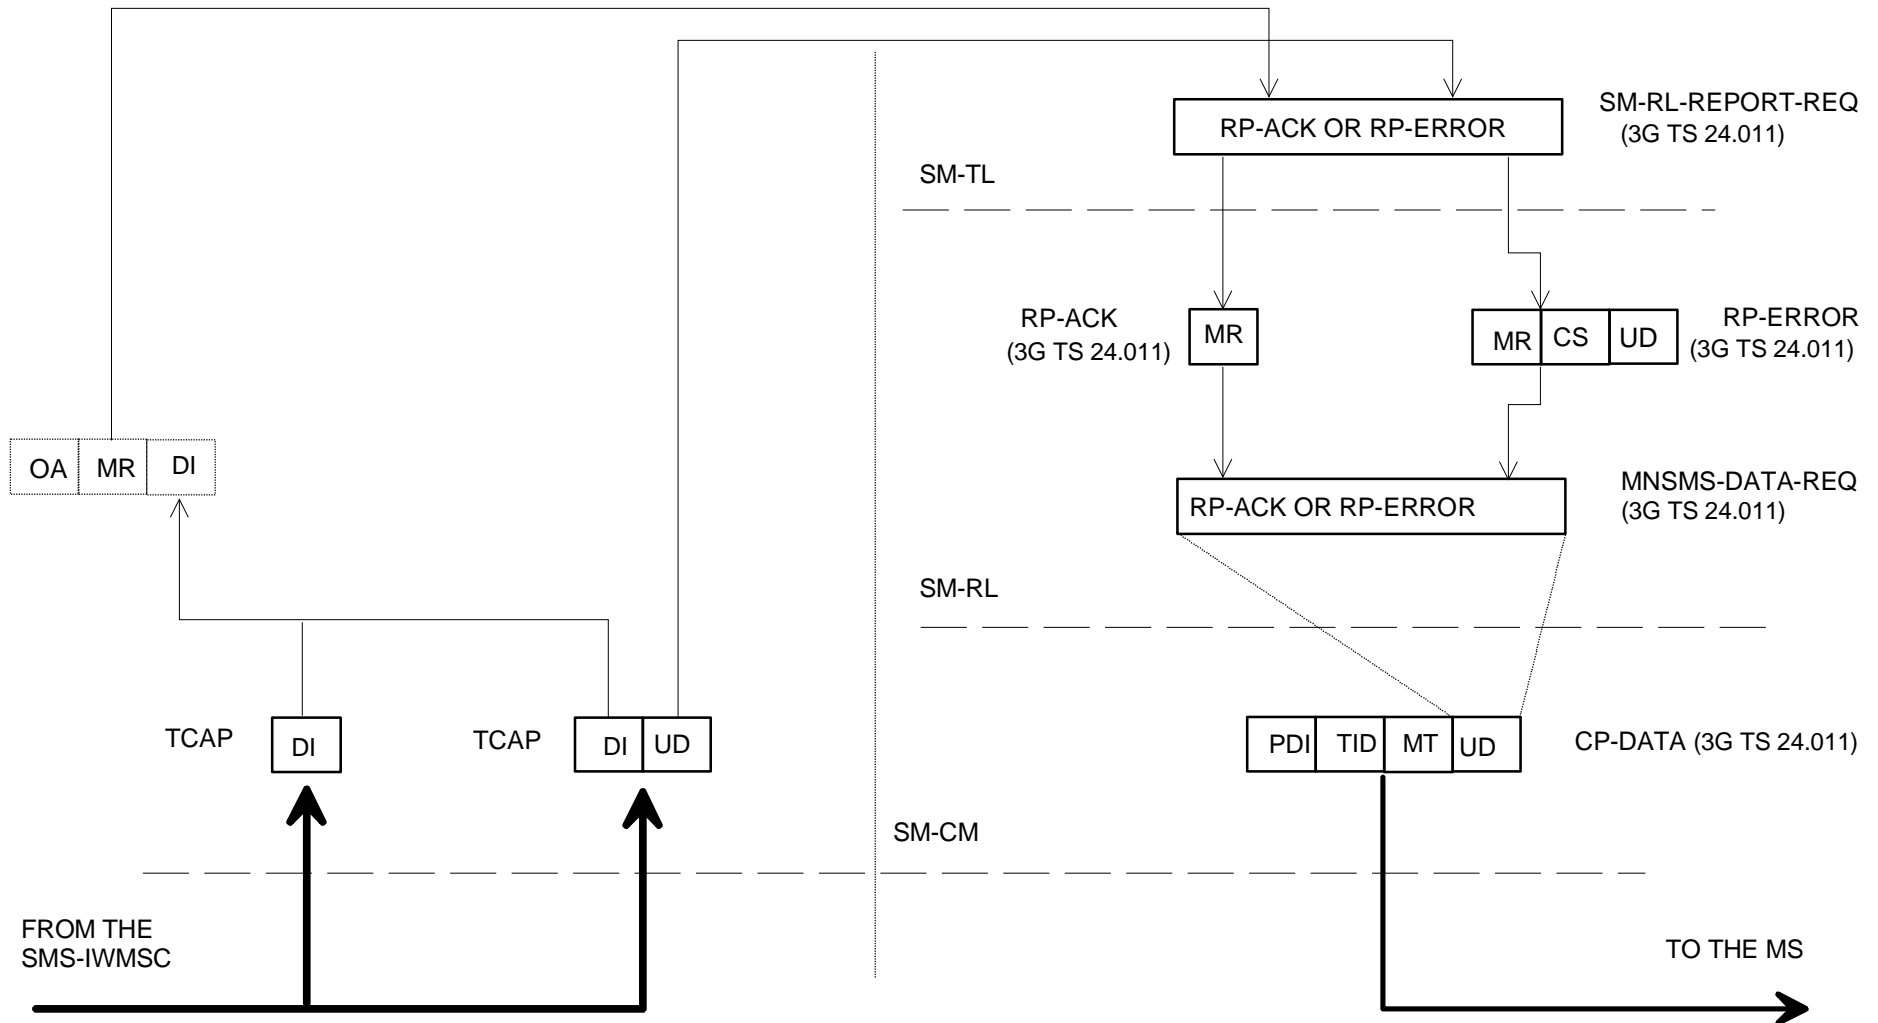 RP-ACK OR RP-ERROR
SM-RL-REPORT-REQ
(3G TS 24.011)
SM-TL
RP-ACK
(3G TS 24.011)
MR
MR CS UD
RP-ERROR
(3G TS 24.011)
OA MR DI
RP-ACK OR RP-ERROR
MNSMS-DATA-REQ
(3G TS 24.011)
SM-RL
TCAP
DI
TCAP
DI UD
PDI TID MT UD
CP-DATA (3G TS 24.011)
SM-CM
FROM THE
SMS-IWMSC
TO THE MS